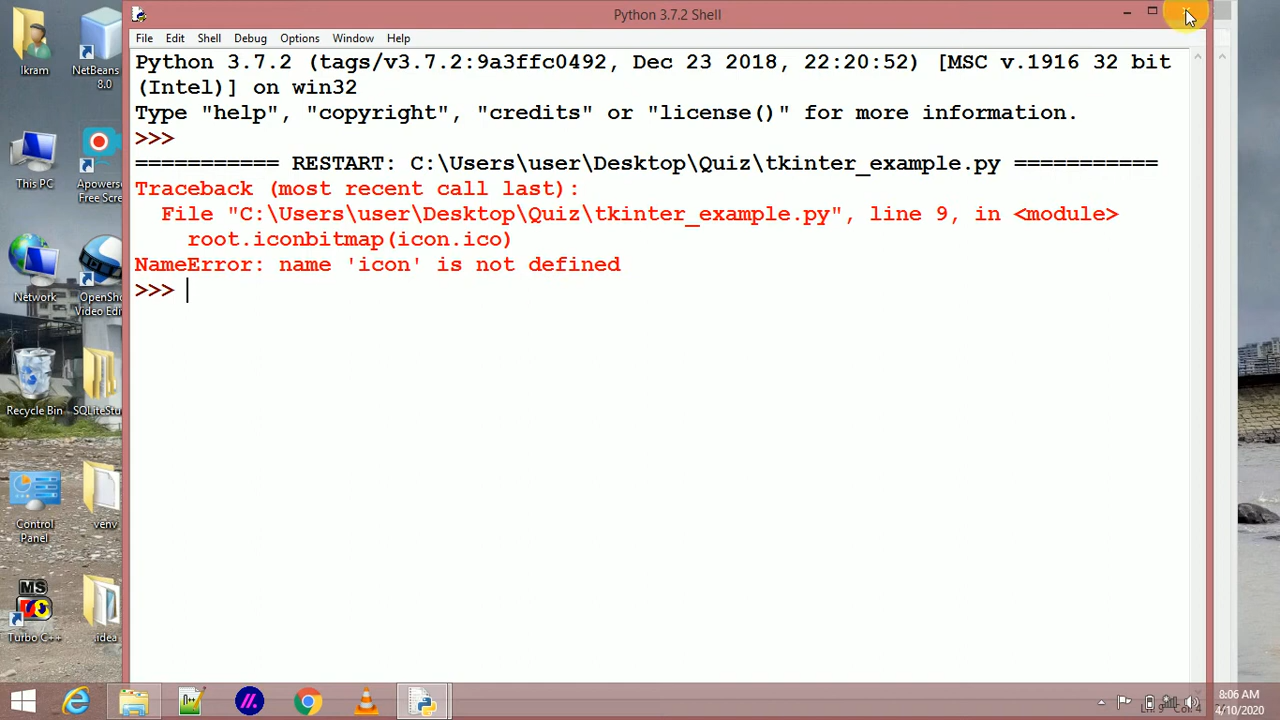 Python 3.7.2 Shell
File Edit Shell Debug Options Window Help
Python 3.7.2 (tags/v3.7.2:9a3ffc0492, Dec 23 2018, 22:20:52) [MSC v.1916 32 bit
(Intel)] on win32
Type "help", "copyright", "credits" or "license()" for more information.
>>>
=========== RESTART: C:\Users\user\Desktop\Quiz\tkinter_example.py ===========
Traceback (most recent call last):
  File "C:\Users\user\Desktop\Quiz\tkinter_example.py", line 9, in <module>
    root.iconbitmap(icon.ico)
NameError: name 'icon' is not defined
>>>
Ikram
NetBeans
8.0
This PC
Apowers
Free Scre
Network
OpenSho
Video Edi
Recycle Bin
SQLiteStu
Control
Panel
venv
MS
Turbo C++
.idea
8:06 AM
4/10/2020